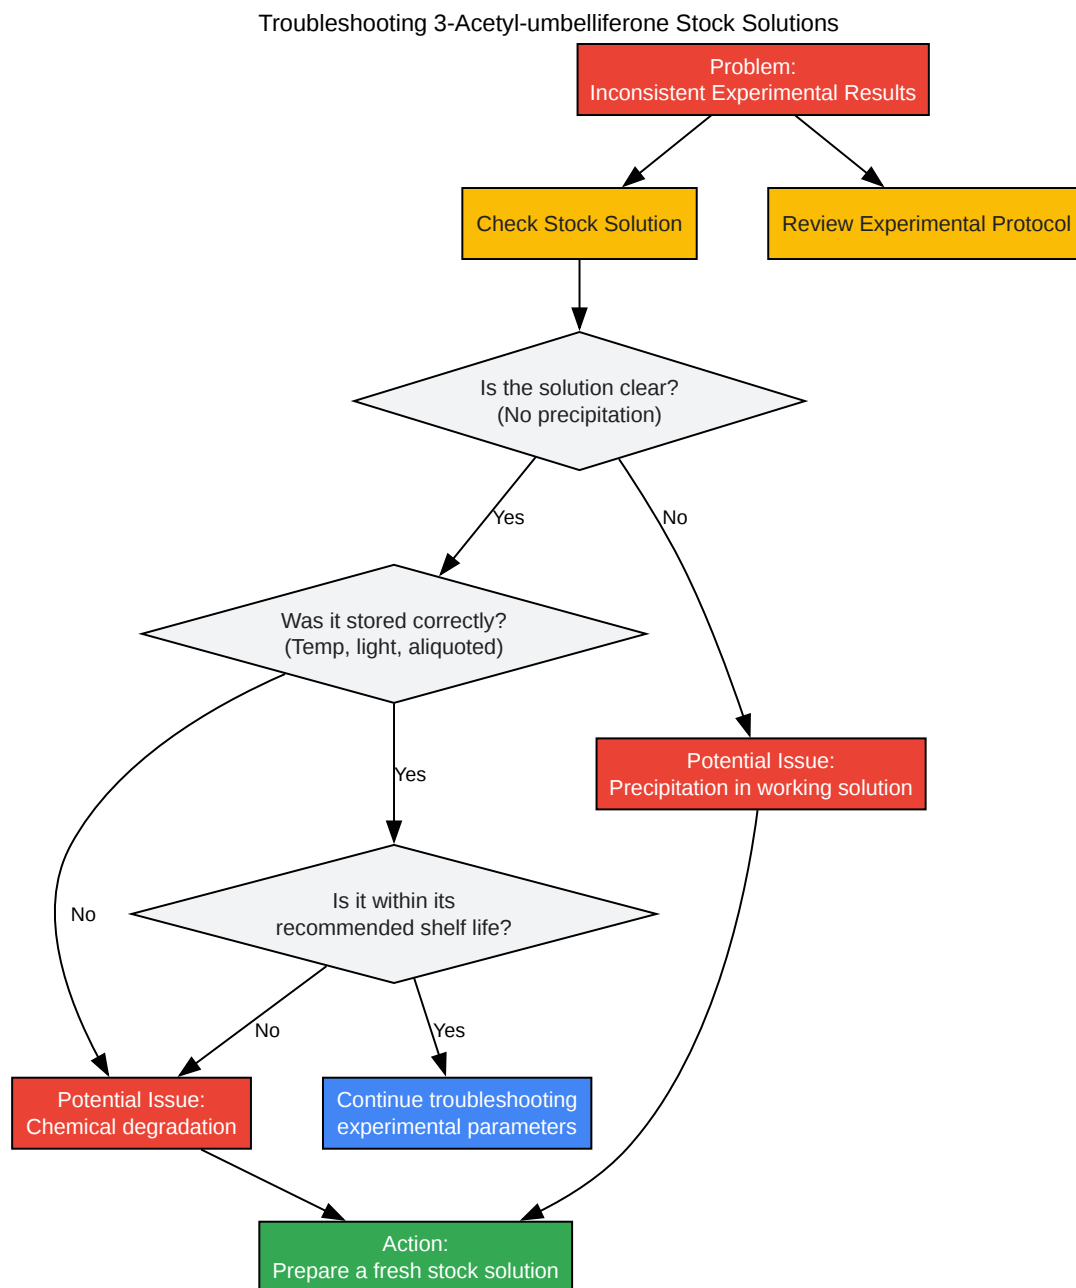 Troubleshooting 3-Acetyl-umbelliferone Stock Solutions
Problem:
Inconsistent Experimental Results
Check Stock Solution
Review Experimental Protocol
Is the solution clear?
(No precipitation)
Yes
No
Was it stored correctly?
(Temp, light, aliquoted)
Potential Issue:
Precipitation in working solution
Yes
No
Is it within its
recommended shelf life?
No
Yes
Potential Issue:
Chemical degradation
Continue troubleshooting
experimental parameters
Action:
Prepare a fresh stock solution